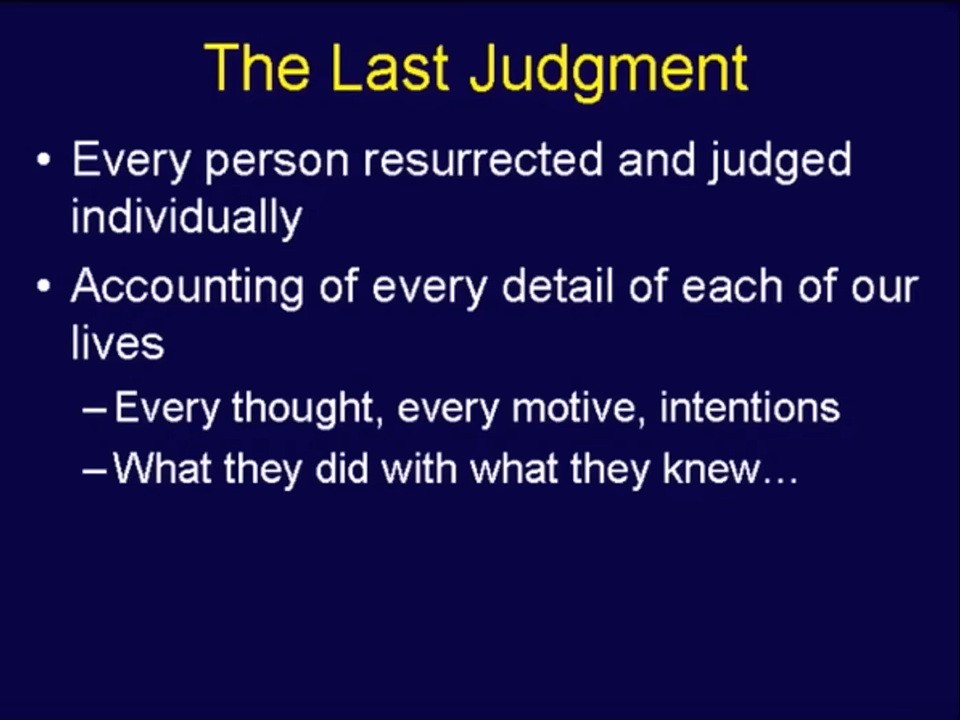 The Last Judgment
• Every person resurrected and judged
individually
• Accounting of every detail of each of our
lives
– Every thought, every motive, intentions
– What they did with what they knew…